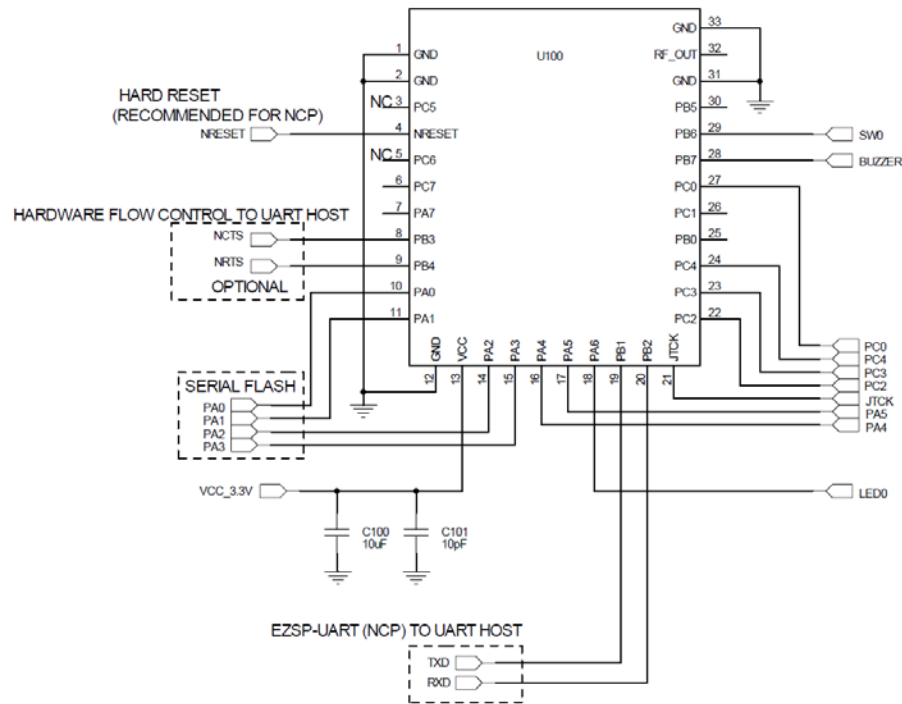 U100
GND 33
RF_OUT 32
GND 31
PB5 30
PB6 29
PB7 28
PC0 27
PC1 26
PB0 25
PC4 24
PC3 23
PC2 22
1 GND
2 GND
NC 3 PC5
4 NRESET
NC 5 PC6
6 PC7
7 PA7
8 PB3
9 PB4
10 PA0
11 PA1
HARD RESET
(RECOMMENDED FOR NCP)
NRESET
HARDWARE FLOW CONTROL TO UART HOST
NCTS
NRTS
OPTIONAL
SW0
BUZZER
GND VCC PA2 PA3 PA4 PA5 PA6 PB1 PB2 JTCK
12 13 14 15 16 17 18 19 20 21
SERIAL FLASH
PA0
PA1
PA2
PA3
PC0
PC4
PC3
PC2
JTCK
PA5
PA4
VCC_3.3V
LED0
C100
10uF
C101
10pF
EZSP-UART (NCP) TO UART HOST
TXD
RXD